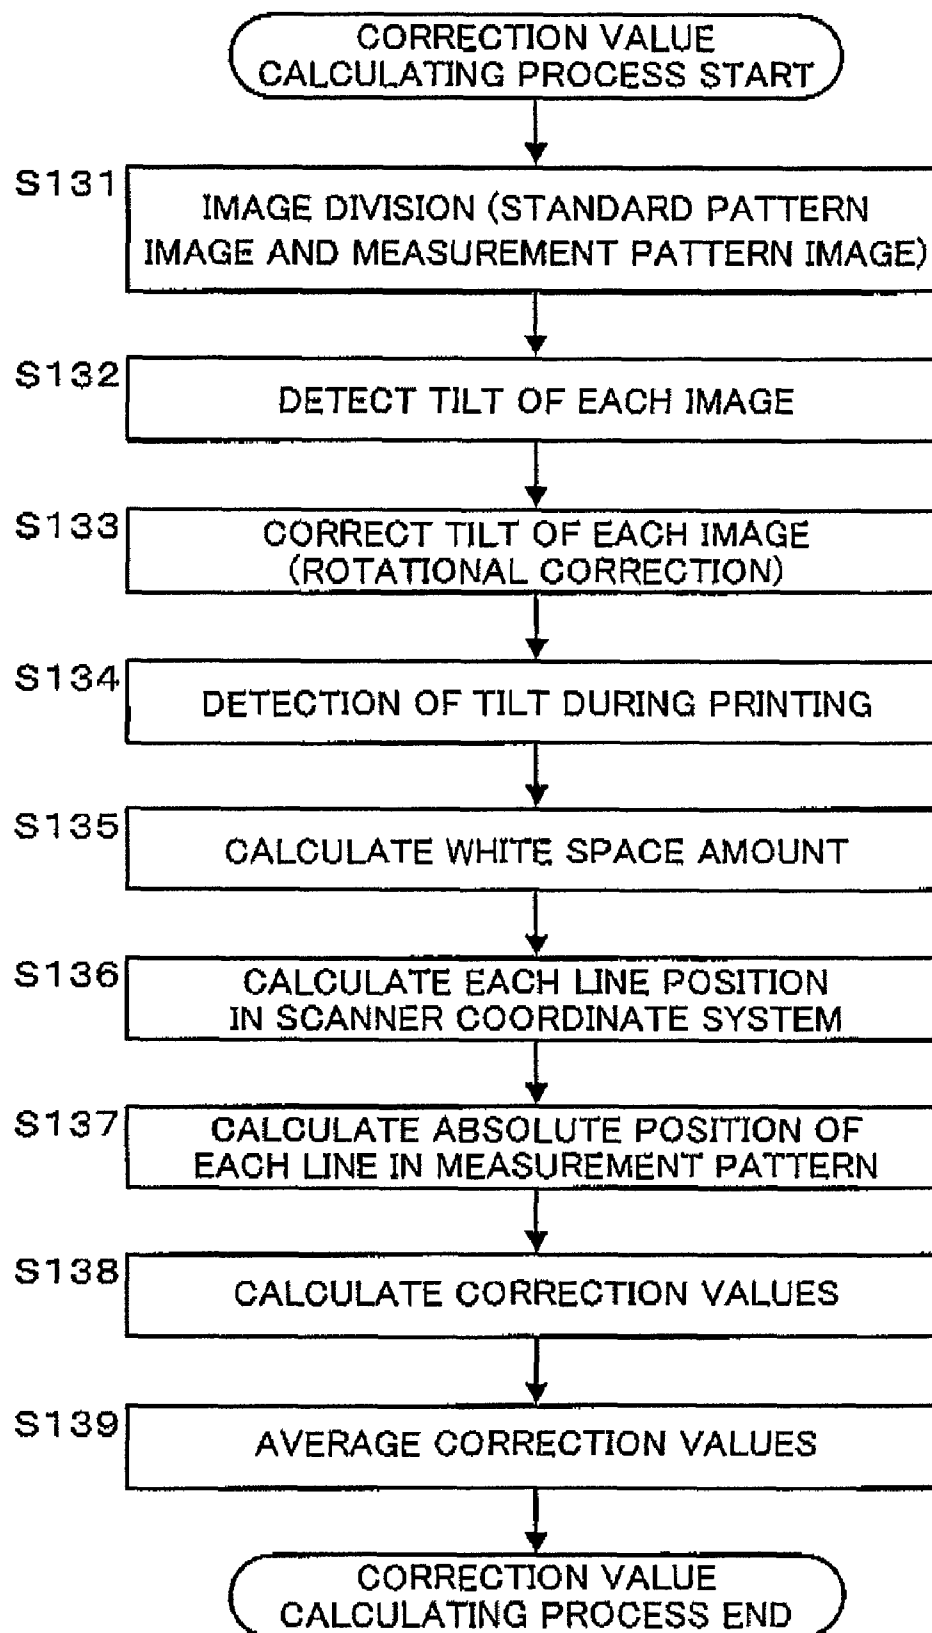 CORRECTION VALUE
CALCULATING PROCESS START
S131
IMAGE DIVISION (STANDARD PATTERN
IMAGE AND MEASUREMENT PATTERN IMAGE)
S132
DETECT TILT OF EACH IMAGE
S133
CORRECT TILT OF EACH IMAGE
(ROTATIONAL CORRECTION)
S134
DETECTION OF TILT DURING PRINTING
S135
CALCULATE WHITE SPACE AMOUNT
S136
CALCULATE EACH LINE POSITION
IN SCANNER COORDINATE SYSTEM
S137
CALCULATE ABSOLUTE POSITION OF
EACH LINE IN MEASUREMENT PATTERN
S138
CALCULATE CORRECTION VALUES
S139
AVERAGE CORRECTION VALUES
CORRECTION VALUE
CALCULATING PROCESS END